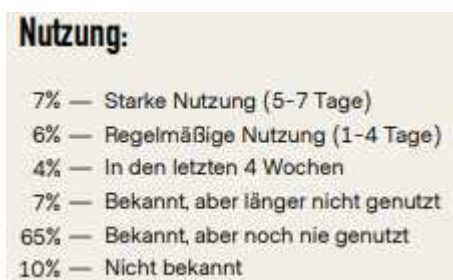 Nutzung:
7% — Starke Nutzung (5-7 Tage)
6% — Regelmäßige Nutzung (1-4 Tage)
4% — In den letzten 4 Wochen
7% — Bekannt, aber länger nicht genutzt
65% — Bekannt, aber noch nie genutzt
10% — Nicht bekannt